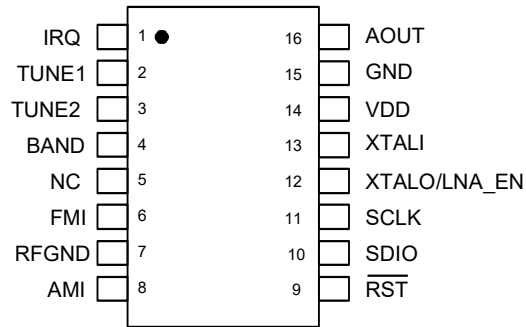 IRQ 1 16 AOUT
TUNE1 2 15 GND
TUNE2 3 14 VDD
BAND 4 13 XTALI
NC 5 12 XTALO/LNA_EN
FMI 6 11 SCLK
RFGND 7 10 SDIO
AMI 8 9 RST